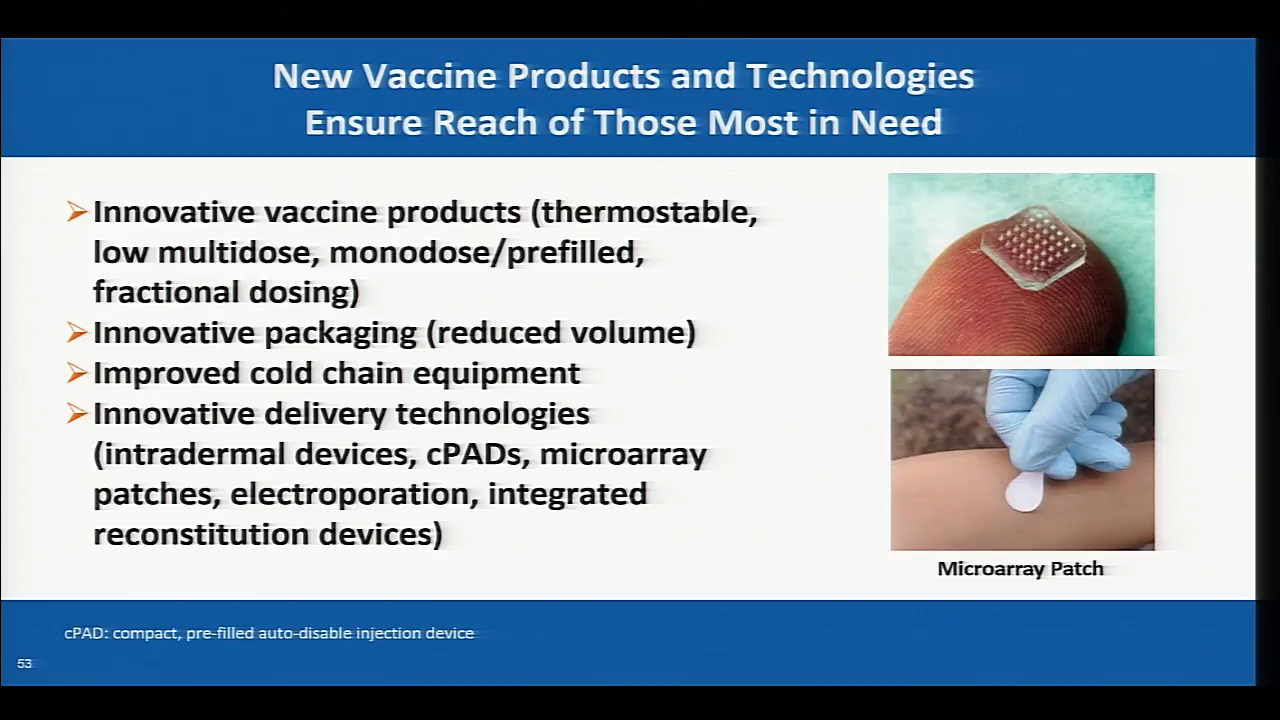 New Vaccine Products and Technologies
Ensure Reach of Those Most in Need
Innovative vaccine products (thermostable,
low multidose, monodose/prefilled,
fractional dosing)
Innovative packaging (reduced volume)
Improved cold chain equipment
Innovative delivery technologies
(intradermal devices, cPADs, microarray
patches, electroporation, integrated
reconstitution devices)
Microarray Patch
cPAD: compact, pre-filled auto-disable injection device
53